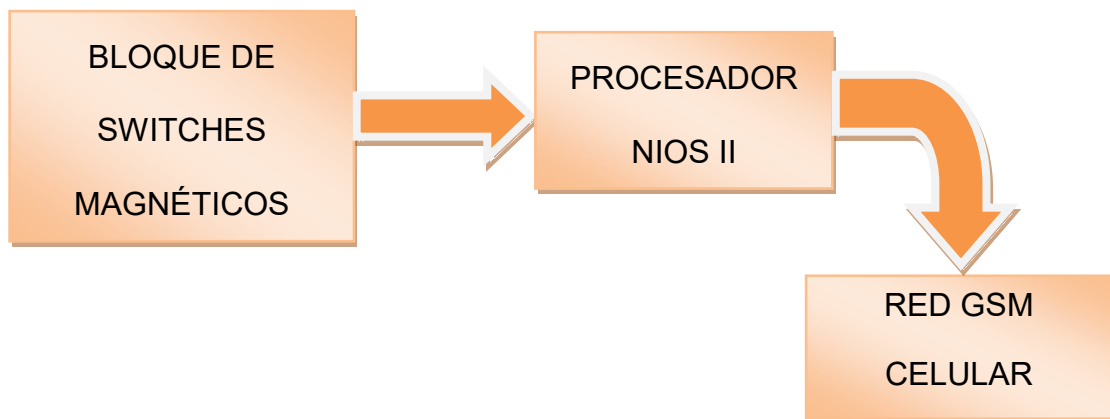 BLOQUE DE
SWITCHES
MAGNÉTICOS
PROCESADOR
NIOS II
RED GSM
CELULAR